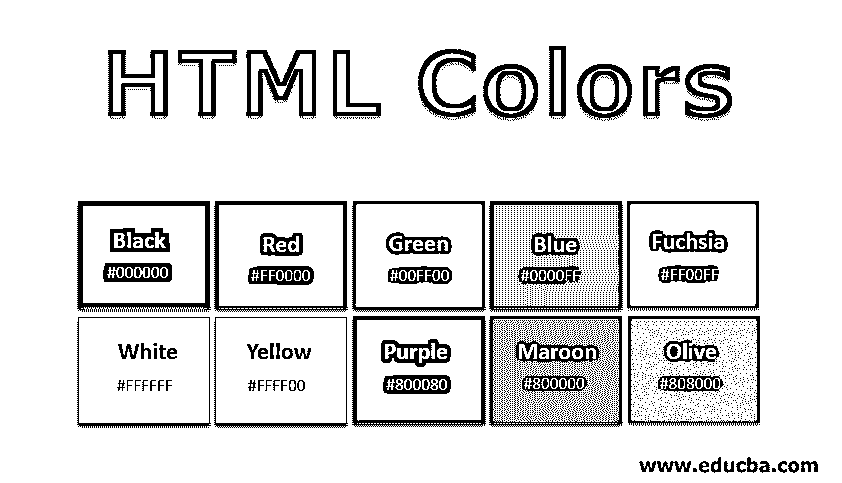 HTML Colors
Black Red Green Blue Fuchsia
#000000 #FF0000 #00FF00 #0000FF #FF00FF
White Yellow Purple Maroon Olive
#FFFFFF #FFFF00 #800080 #800000 #808000
www.educba.com